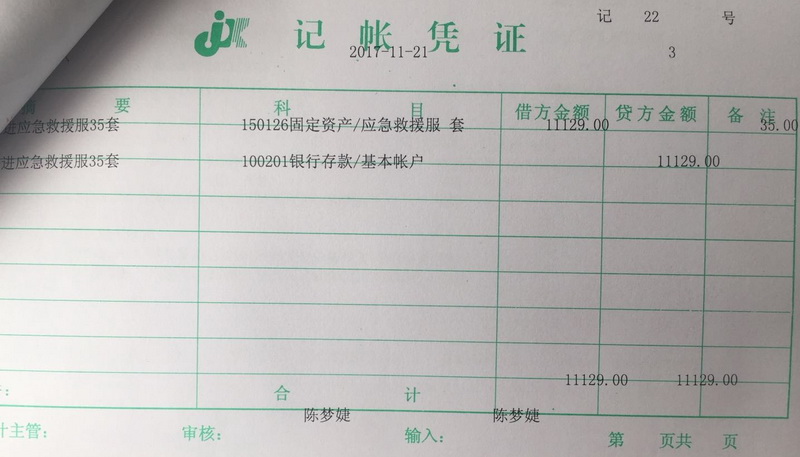 记 22 号
记帐凭证
2017-11-21 3
要 科 目 借方金额 贷方金额 备注
进应急救援服35套 150126固定资产/应急救援服 套 11129.00 35.00
进应急救援服35套 100201银行存款/基本帐户 11129.00
合 计 11129.00 11129.00
计主管： 审核： 陈梦婕 输入： 陈梦婕 第 页共 页